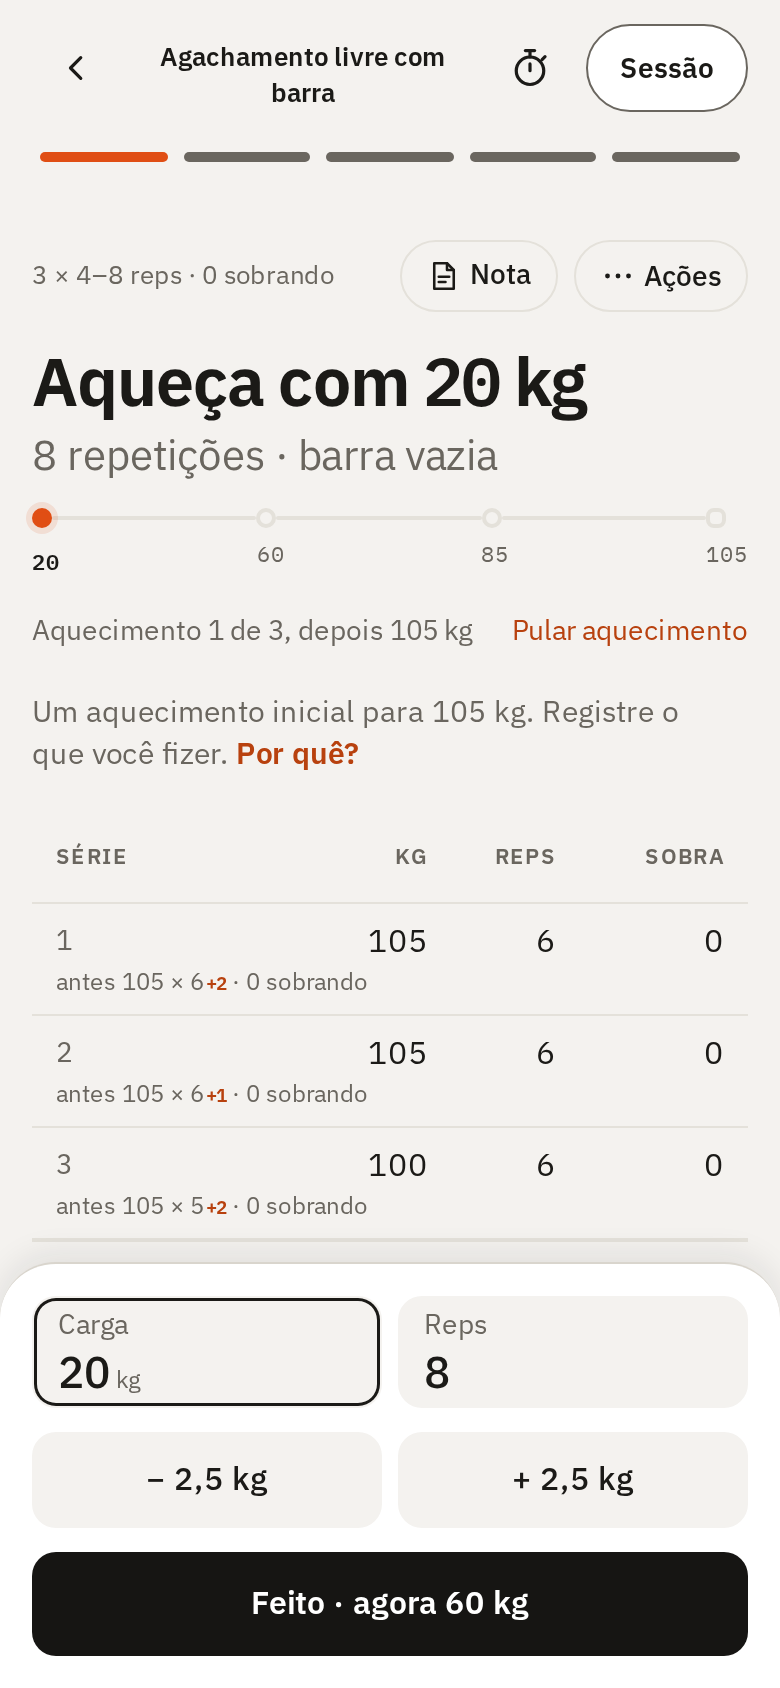 Agachamento livre com
barra
Sessão
3 × 4–8 reps · 0 sobrando
Nota
Ações
Aqueça com 20 kg
8 repetições · barra vazia
20 60 85 105
Aquecimento 1 de 3, depois 105 kg Pular aquecimento
Um aquecimento inicial para 105 kg. Registre o
que você fizer. Por quê?
SÉRIE KG REPS SOBRA
1 105 6 0
antes 105 × 6+2 · 0 sobrando
2 105 6 0
antes 105 × 6+1 · 0 sobrando
3 100 6 0
antes 105 × 5+2 · 0 sobrando
Carga Reps
20 kg 8
− 2,5 kg + 2,5 kg
Feito · agora 60 kg